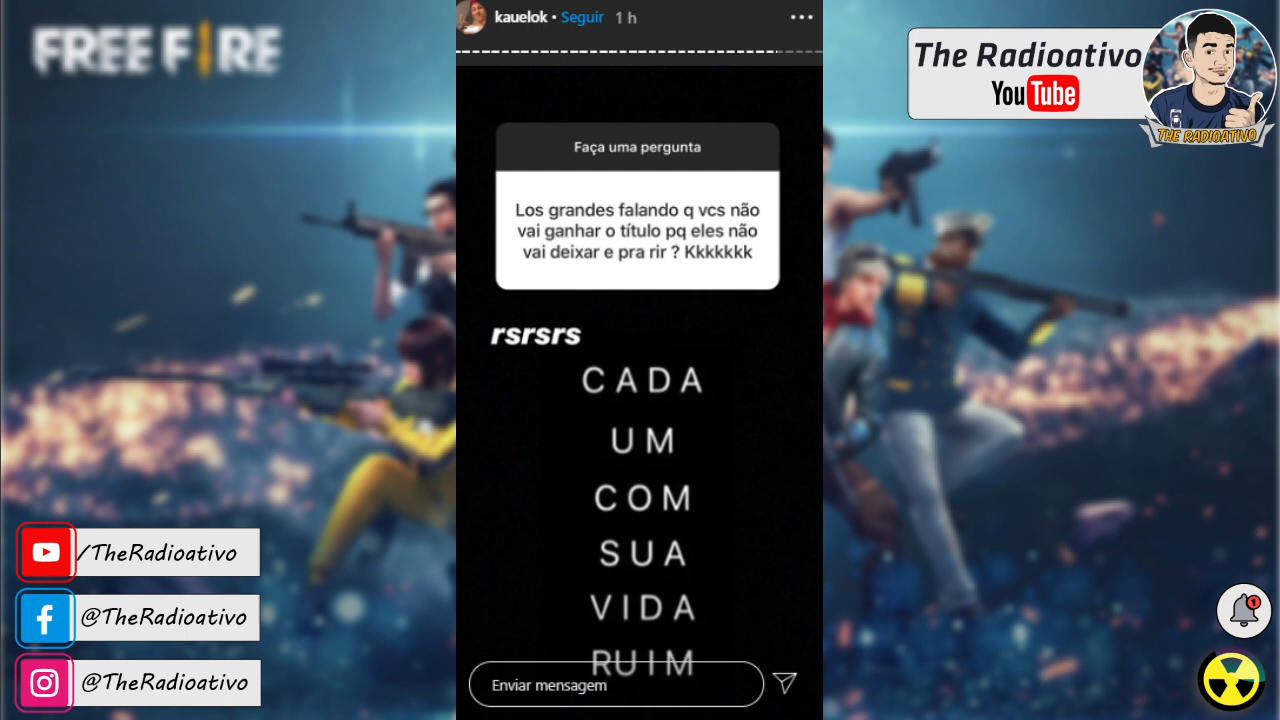 FREE FIRE
kauelok • Seguir 1 h
Faça uma pergunta
Los grandes falando q vcs não
vai ganhar o título pq eles não
vai deixar e pra rir ? Kkkkkkk
rsrsrs
CADA
UM
COM
SUA
VIDA
RUIM
Enviar mensagem
The Radioativo
YouTube
THE RADIOATIVO
/TheRadioativo
@TheRadioativo
@TheRadioativo
1